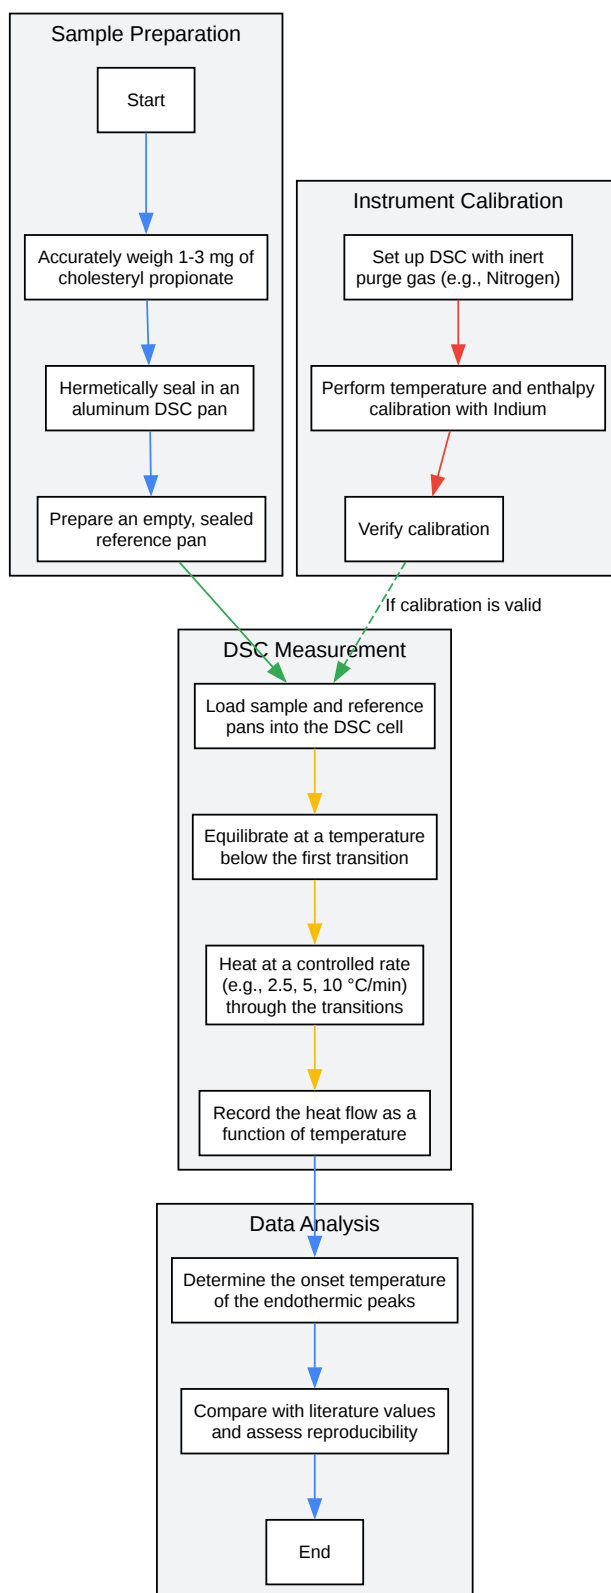 Sample Preparation
Start
Accurately weigh 1-3 mg of
cholesteryl propionate
Hermetically seal in an
aluminum DSC pan
Prepare an empty, sealed
reference pan
Instrument Calibration
Set up DSC with inert
purge gas (e.g., Nitrogen)
Perform temperature and enthalpy
calibration with Indium
Verify calibration
If calibration is valid
DSC Measurement
Load sample and reference
pans into the DSC cell
Equilibrate at a temperature
below the first transition
Heat at a controlled rate
(e.g., 2.5, 5, 10 °C/min)
through the transitions
Record the heat flow as a
function of temperature
Data Analysis
Determine the onset temperature
of the endothermic peaks
Compare with literature values
and assess reproducibility
End